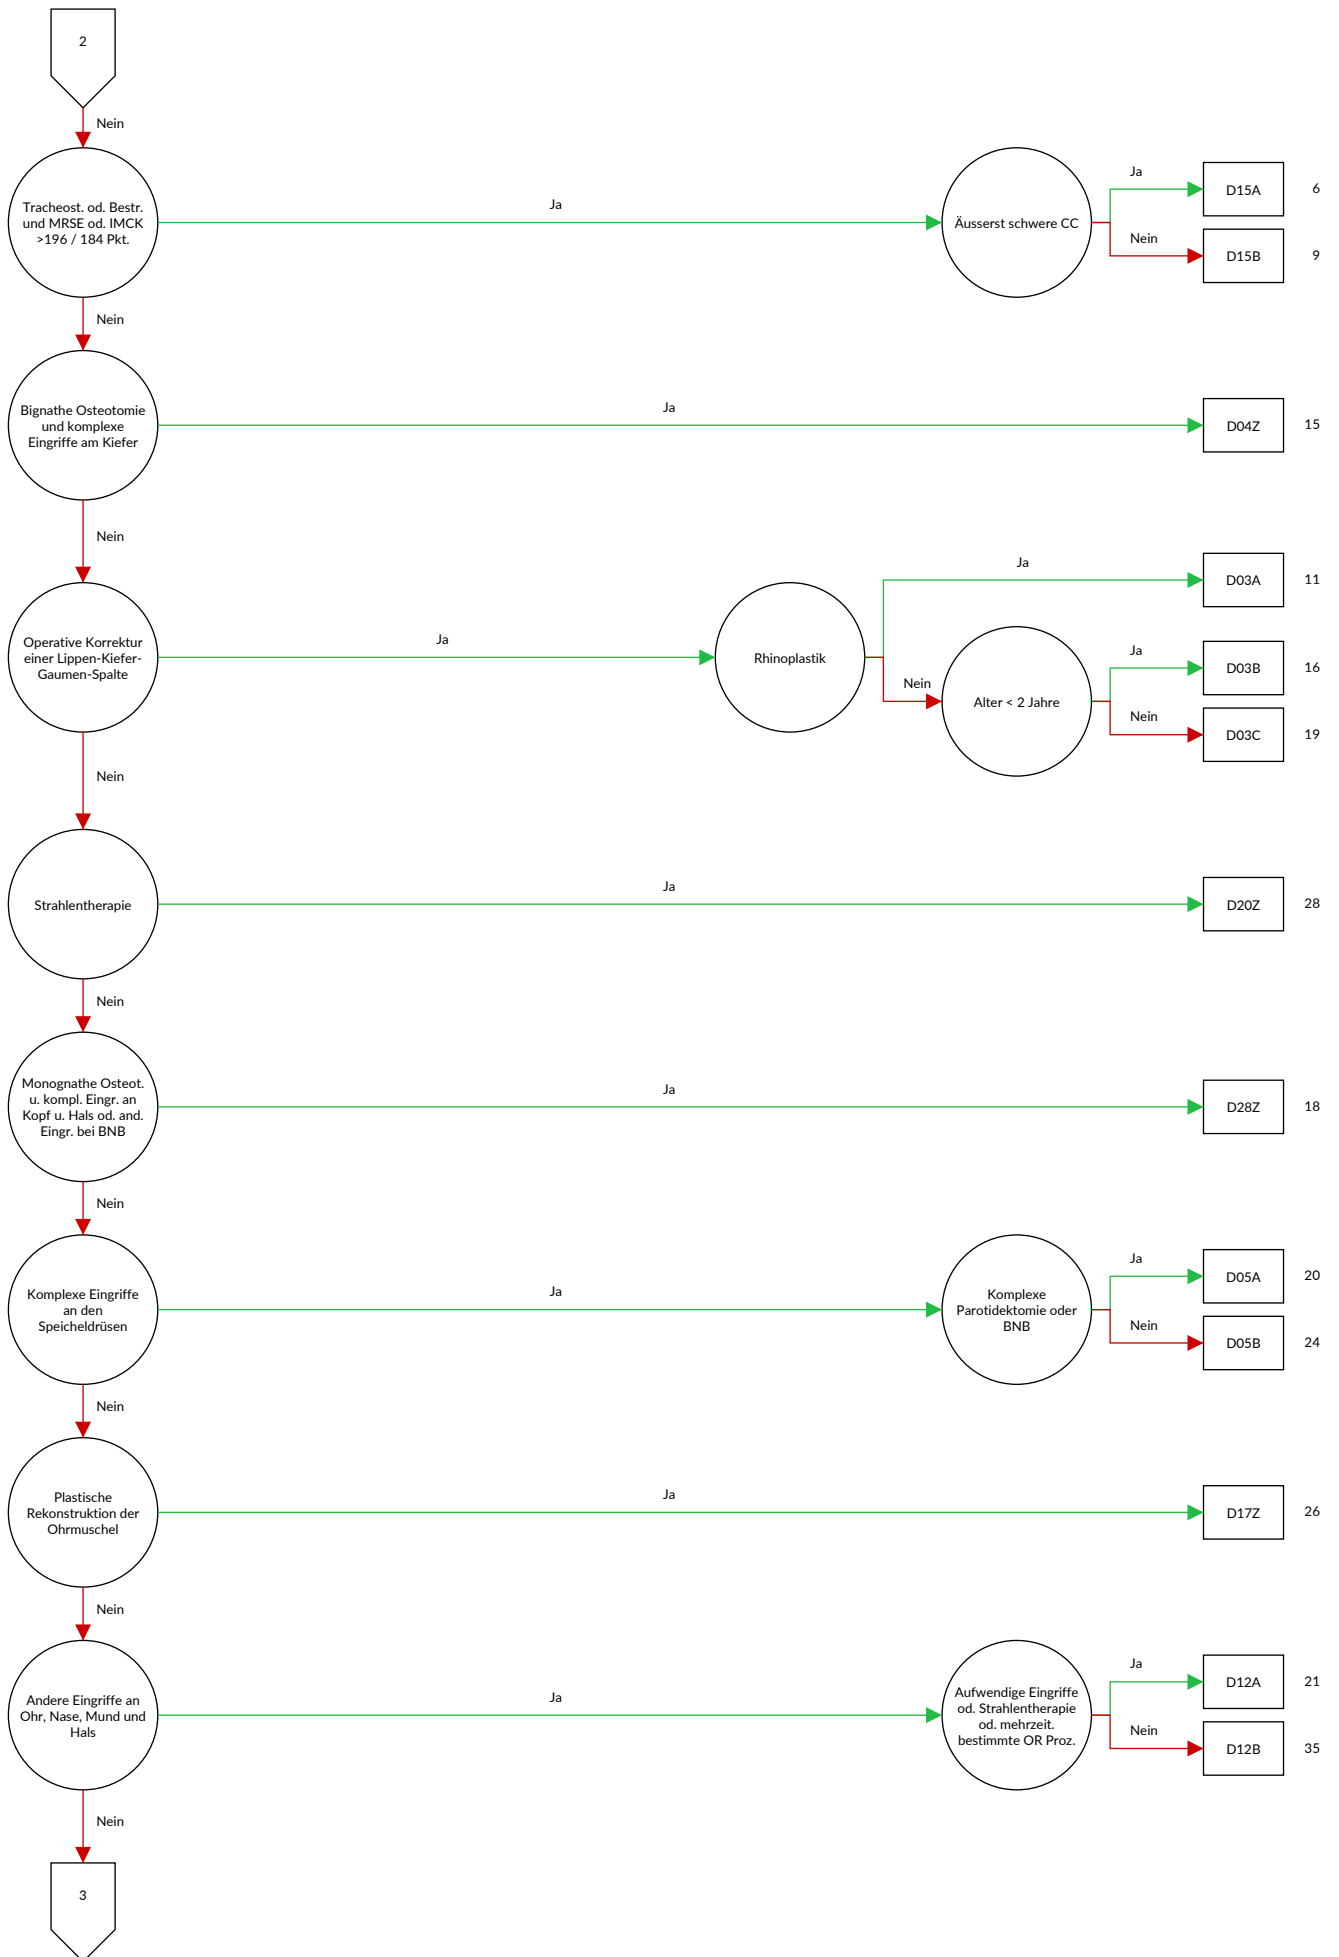 2
Nein
Tracheost. od. Bestr.
und MRSE od. IMCK
>196 / 184 Pkt.
Ja
Äusserst schwere CC
Ja
D15A
6
Nein
D15B
9
Nein
Bignathe Osteotomie
und komplexe
Eingriffe am Kiefer
Ja
D04Z
15
Nein
Operative Korrektur
einer Lippen-Kiefer-
Gaumen-Spalte
Ja
Rhinoplastik
Ja
D03A
11
Nein
Alter < 2 Jahre
Ja
D03B
16
Nein
D03C
19
Nein
Strahlentherapie
Ja
D20Z
28
Nein
Monognathe Osteot.
u. kompl. Eingr. an
Kopf u. Hals od. and.
Eingr. bei BNB
Ja
D28Z
18
Nein
Komplexe Eingriffe
an den
Speicheldrüsen
Ja
Komplexe
Parotidektomie oder
BNB
Ja
D05A
20
Nein
D05B
24
Nein
Plastische
Rekonstruktion der
Ohrmuschel
Ja
D17Z
26
Nein
Andere Eingriffe an
Ohr, Nase, Mund und
Hals
Ja
Aufwendige Eingriffe
od. Strahlentherapie
od. mehrzeit.
bestimmte OR Proz.
Ja
D12A
21
Nein
D12B
35
Nein
3